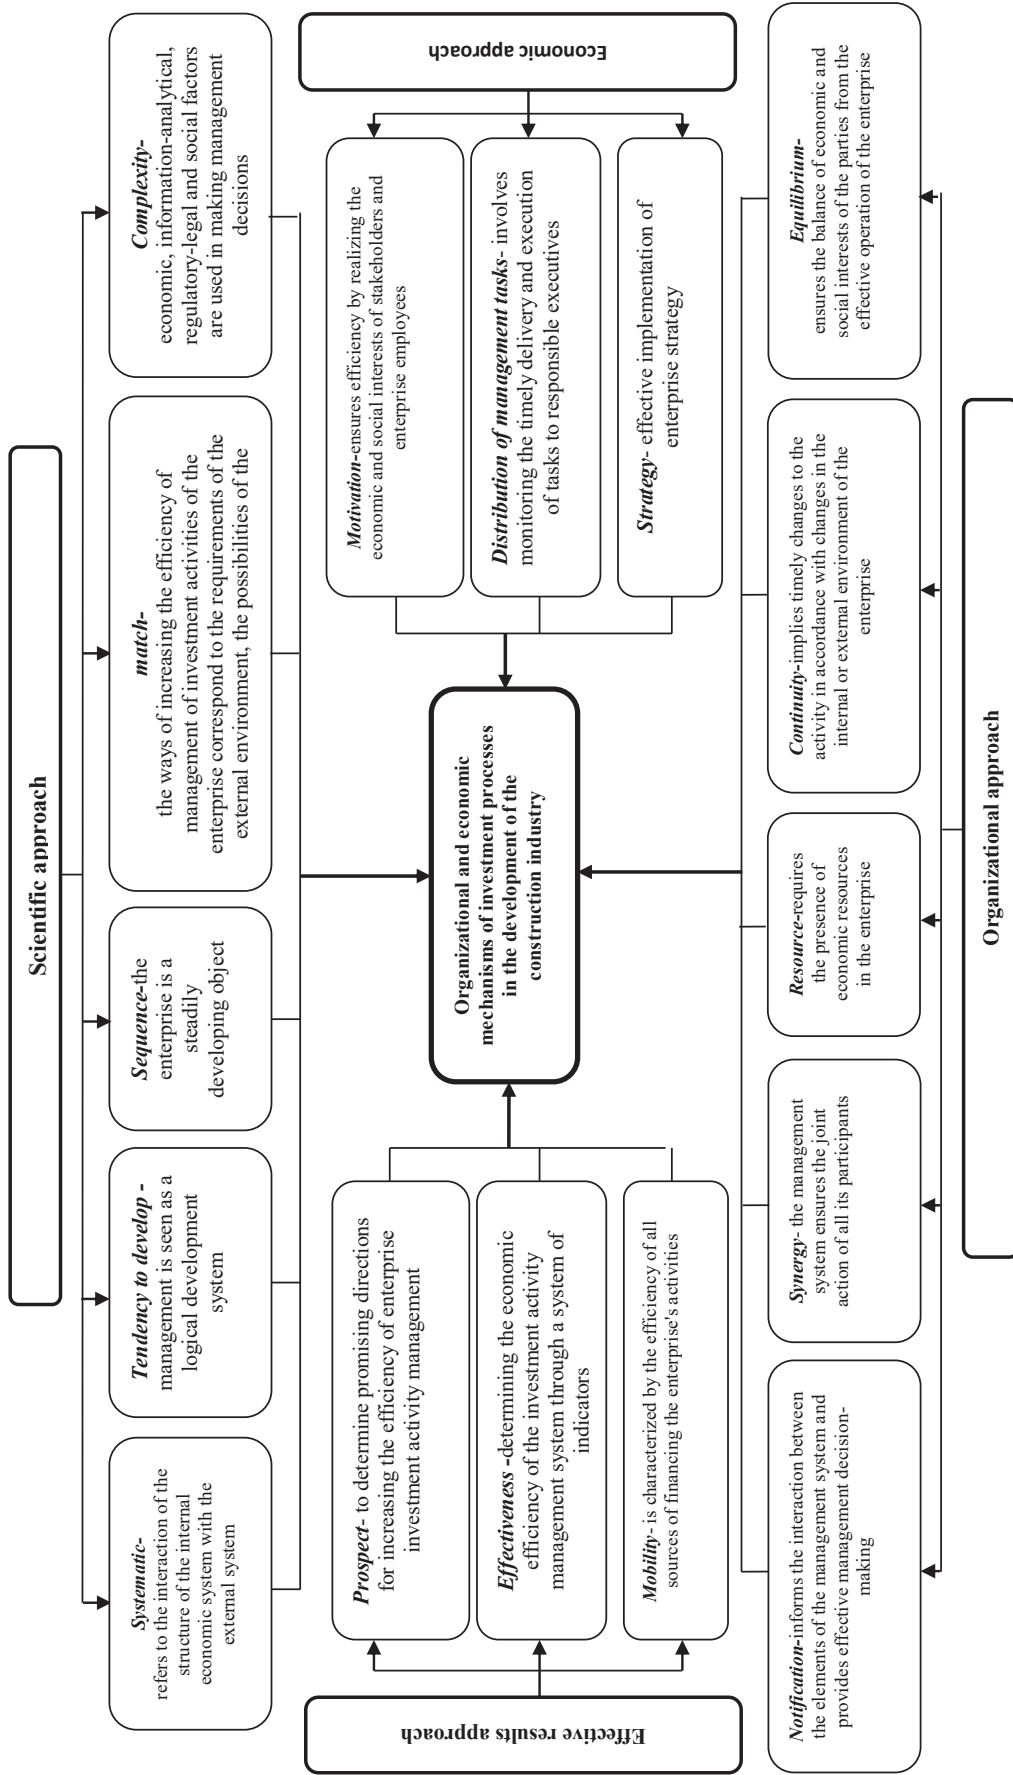 Scientific approach
Systematic-
refers to the interaction of the
structure of the internal
economic system with the
external system
Tendency to develop -
management is seen as a
logical development
system
Sequence-the
enterprise is a
steadily
developing object
match-
the ways of increasing the efficiency of
management of investment activities of the
enterprise correspond to the requirements of the
external environment, the possibilities of the
Complexity-
economic, information-analytical,
regulatory-legal and social factors
are used in making management
decisions
Effective results approach
Prospect- to determine promising directions
for increasing the efficiency of enterprise
investment activity management
Effectiveness -determining the economic
efficiency of the investment activity
management system through a system of
indicators
Mobility- is characterized by the efficiency of all
sources of financing the enterprise's activities
Organizational and economic
mechanisms of investment processes
in the development of the
construction industry
Motivation-ensures efficiency by realizing the
economic and social interests of stakeholders and
enterprise employees
Distribution of management tasks- involves
monitoring the timely delivery and execution
of tasks to responsible executives
Strategy- effective implementation of
enterprise strategy
Economic approach
Notification-informs the interaction between
the elements of the management system and
provides effective management decision-
making
Synergy- the management
system ensures the joint
action of all its participants
Resource-requires
the presence of
economic resources
in the enterprise
Continuity-implies timely changes to the
activity in accordance with changes in the
internal or external environment of the
enterprise
Equilibrium-
ensures the balance of economic and
social interests of the parties from the
effective operation of the enterprise
Organizational approach